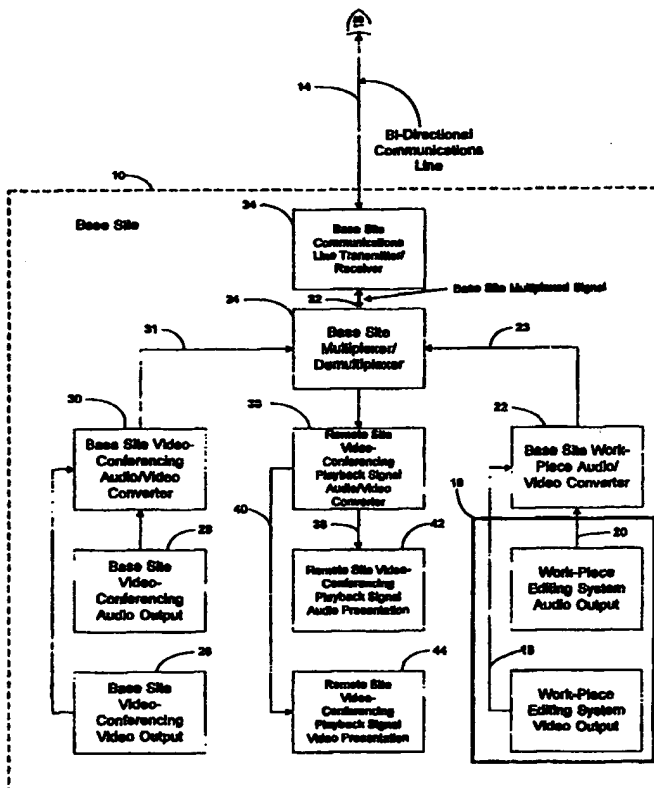 14
Bi-Directional
Communications
Line
10
Base Site
34
Base Site
Communications
Line Transmitter/
Receiver
32
Base Site Multiplexed Signal
24
Base Site
Multiplexer/
Demultiplexer
31
23
30
Base Site Video-
Conferencing
Audio/Video
Converter
Remote Site
Video-
Conferencing
Playback Signal
Audio/Video
Converter
22
Base Site Work-
Piece Audio/
Video Converter
40
38
28
Base Site
Video-
Conferencing
Audio Output
42
Remote Site Video-
Conferencing
Playback Signal
Audio Presentation
20
Work-Piece
Editing System
Audio Output
26
Base Site
Video-
Conferencing
Video Output
44
Remote Site
Video-
Conferencing
Playback Signal
Video Presentation
18
Work-Piece
Editing System
Video Output